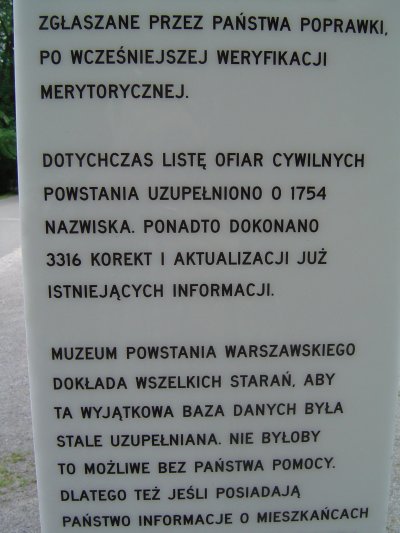 ZGŁASZANE PRZEZ PAŃSTWA POPRAWKI,
PO WCZEŚNIEJSZEJ WERYFIKACJI
MERYTORYCZNEJ.
DOTYCHCZAS LISTĘ OFIAR CYWILNYCH
POWSTANIA UZUPEŁNIONO O 1754
NAZWISKA. PONADTO DOKONANO
3316 KOREKT I AKTUALIZACJI JUŻ
ISTNIEJĄCYCH INFORMACJI.
MUZEUM POWSTANIA WARSZAWSKIEGO
DOKŁADA WSZELKICH STARAŃ, ABY
TA WYJĄTKOWA BAZA DANYCH BYŁA
STALE UZUPEŁNIANA. NIE BYŁOBY
TO MOŻLIWE BEZ PAŃSTWA POMOCY.
DLATEGO TEŻ JEŚLI POSIADAJĄ
PAŃSTWO INFORMACJE O MIESZKAŃCACH